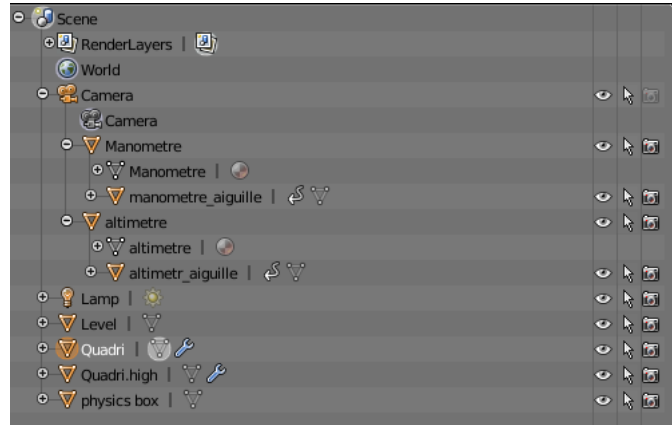 Scene
RenderLayers |
World
Camera
Camera
Manometre
Manometre |
manometre_aiguille |
altimetre
altimetre |
altimetr_aiguille |
Lamp |
Level |
Quadri |
Quadri.high |
physics box |